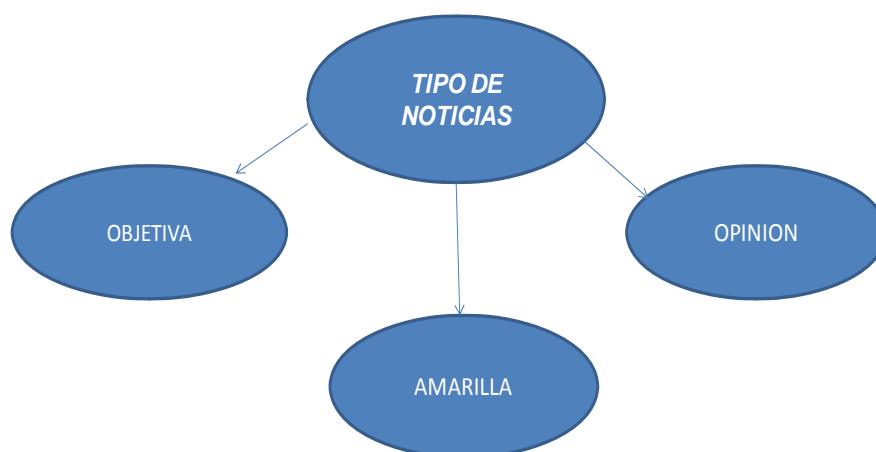 TIPO DE
NOTICIAS
OBJETIVA
OPINION
AMARILLA